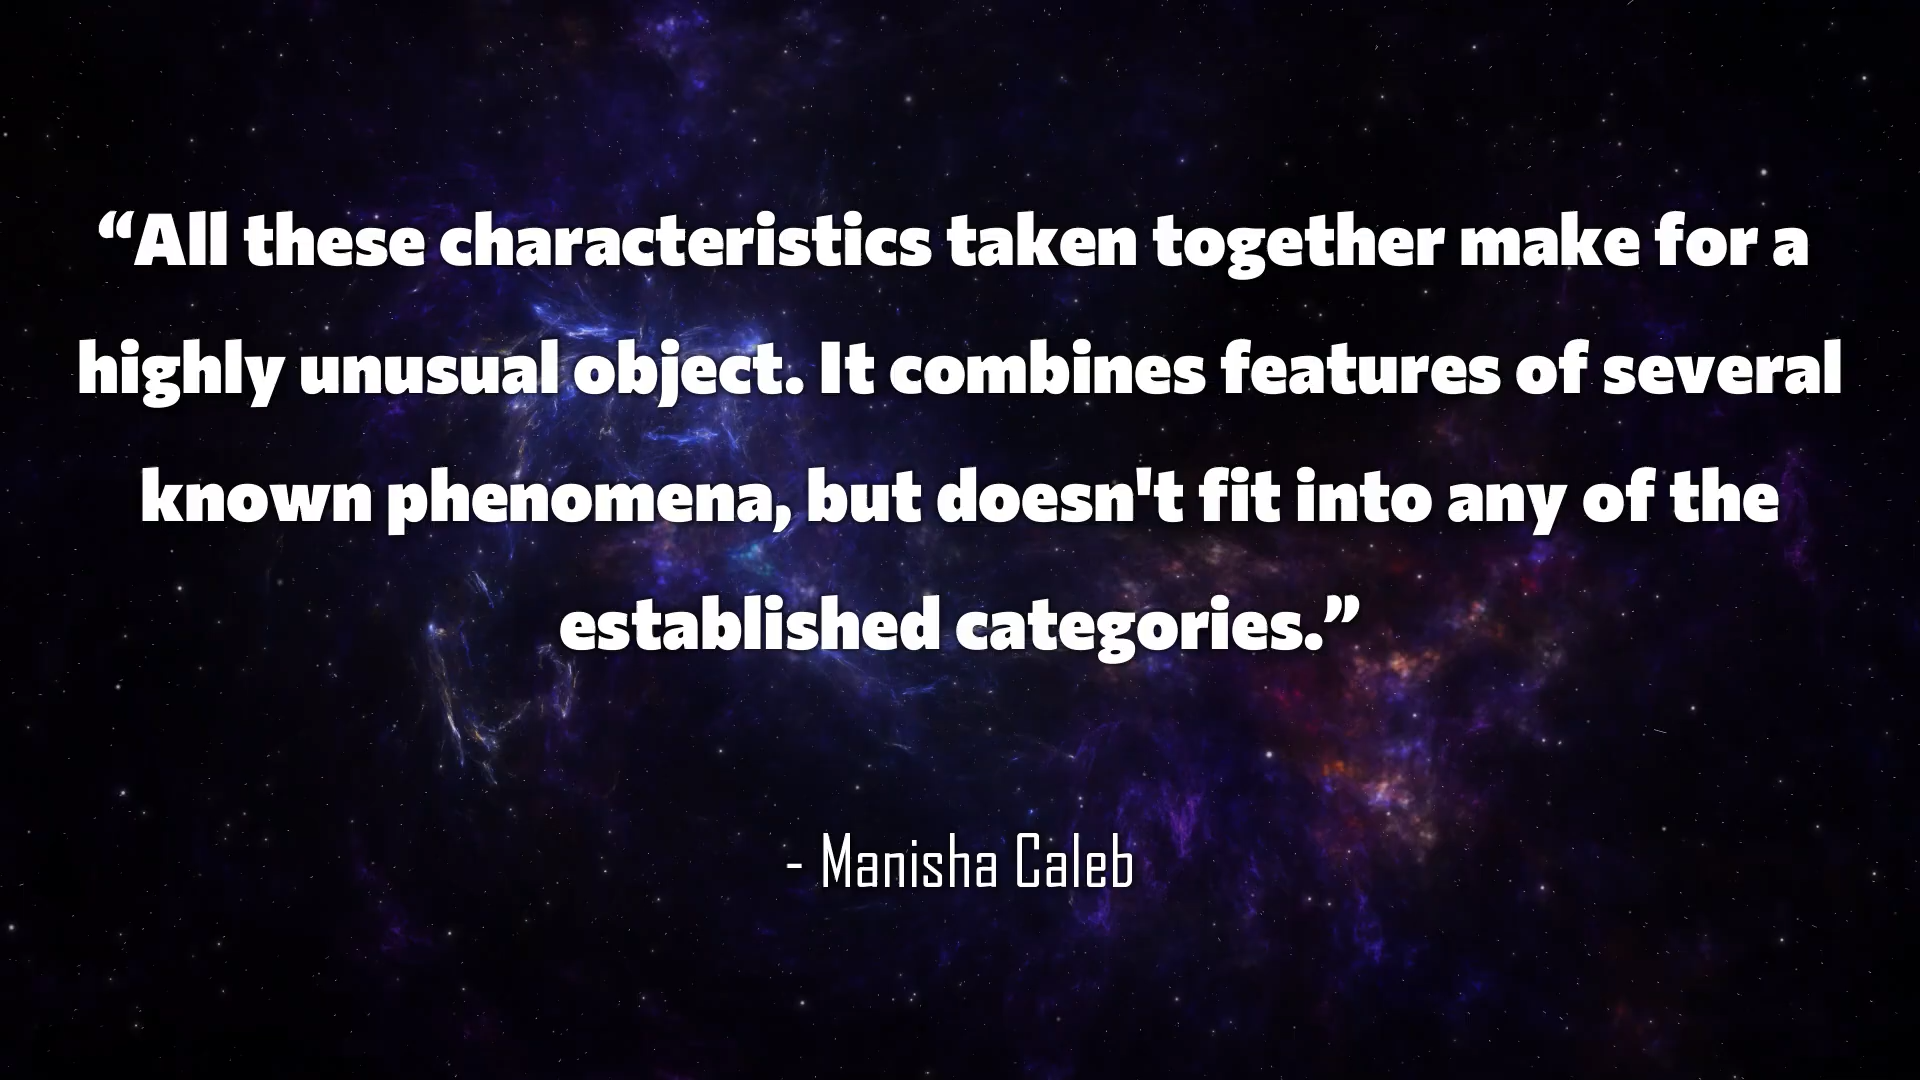 “All these characteristics taken together make for a
highly unusual object. It combines features of several
known phenomena, but doesn't fit into any of the
established categories.”
- Manisha Caleb